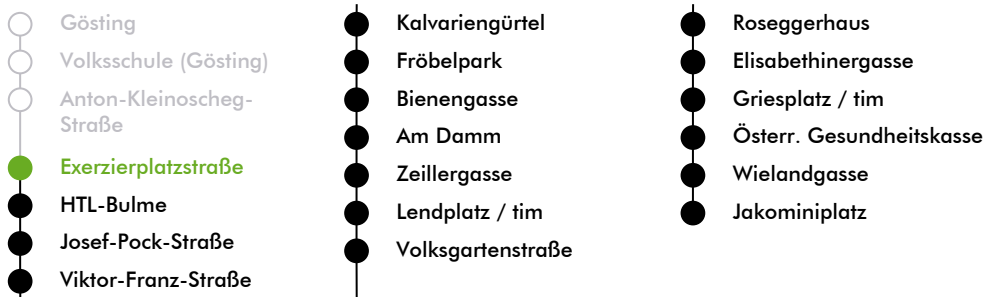 Gösting
Volksschule (Gösting)
Anton-Kleinoscheg-
Straße
Exerzierplatzstraße
HTL-Bulme
Josef-Pock-Straße
Viktor-Franz-Straße
Kalvariengürtel
Fröbelpark
Bienengasse
Am Damm
Zeillergasse
Lendplatz / tim
Volksgartenstraße
Roseggerhaus
Elisabethinergasse
Griesplatz / tim
Österr. Gesundheitskasse
Wielandgasse
Jakominiplatz